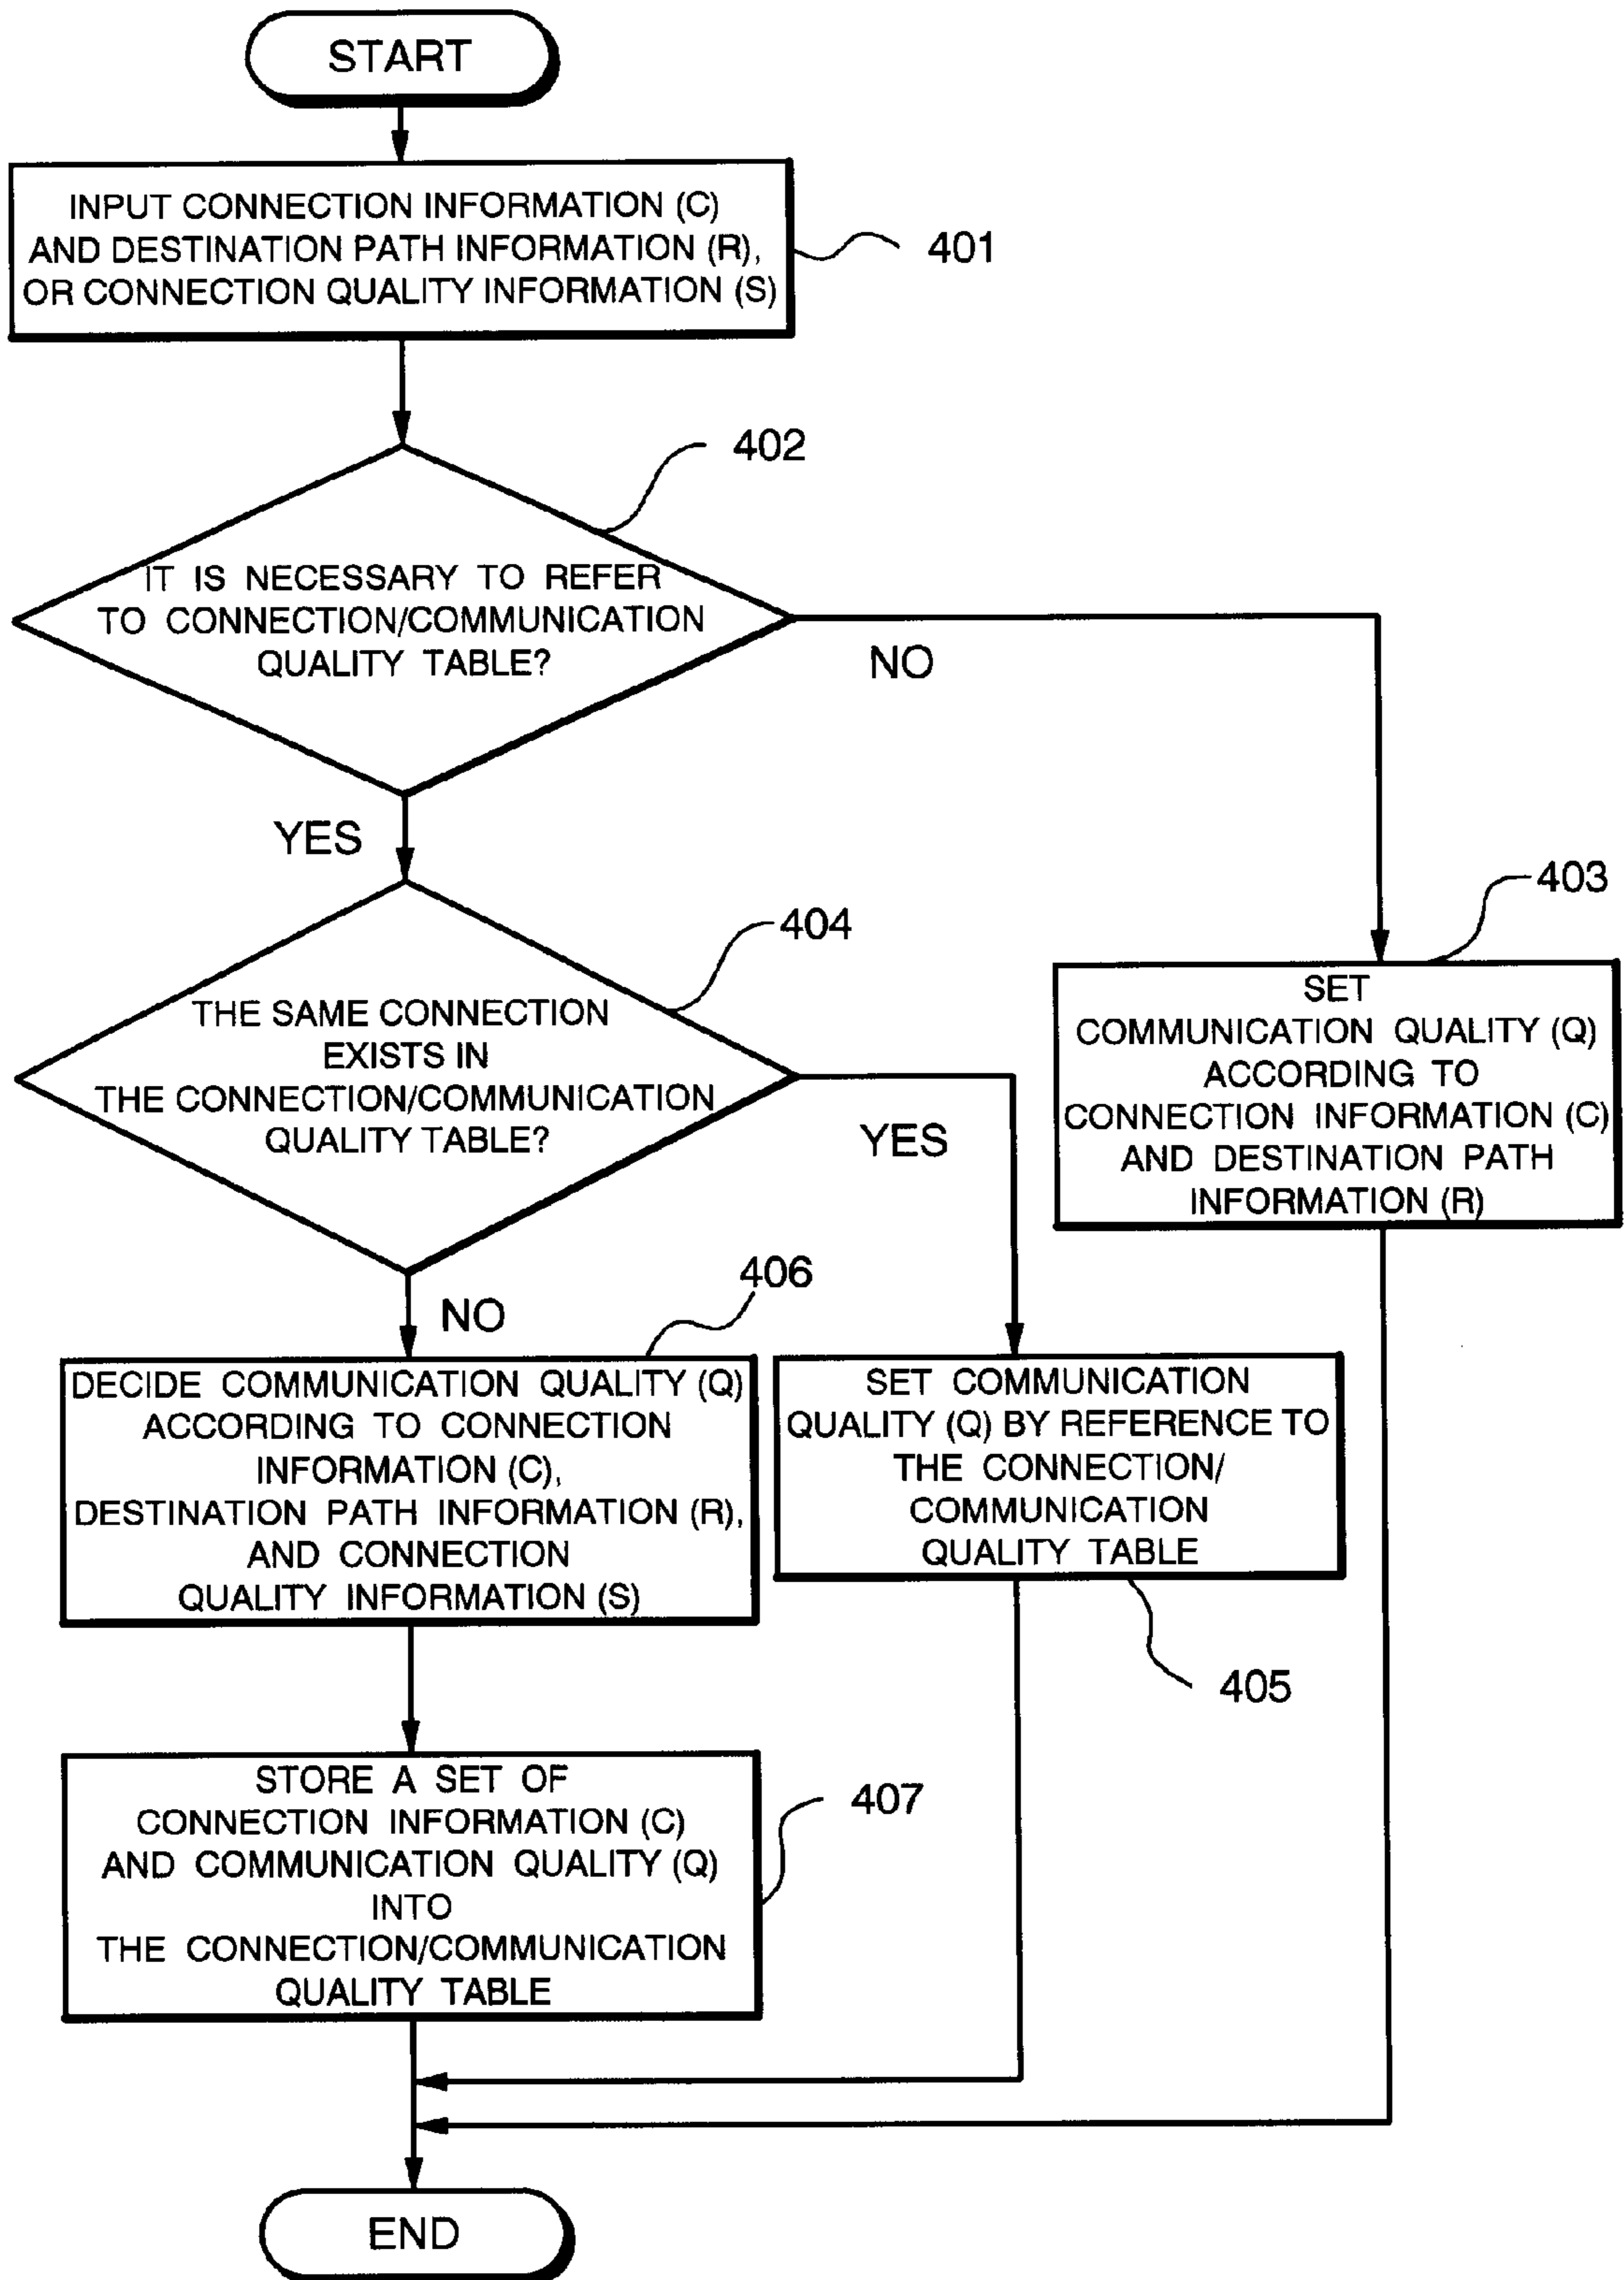 START
INPUT CONNECTION INFORMATION (C)
AND DESTINATION PATH INFORMATION (R),
OR CONNECTION QUALITY INFORMATION (S)
401
402
IT IS NECESSARY TO REFER
TO CONNECTION/COMMUNICATION
QUALITY TABLE?
NO
YES
403
SET
COMMUNICATION QUALITY (Q)
ACCORDING TO
CONNECTION INFORMATION (C)
AND DESTINATION PATH
INFORMATION (R)
404
THE SAME CONNECTION
EXISTS IN
THE CONNECTION/COMMUNICATION
QUALITY TABLE?
YES
NO
406
DECIDE COMMUNICATION QUALITY (Q)
ACCORDING TO CONNECTION
INFORMATION (C),
DESTINATION PATH INFORMATION (R),
AND CONNECTION
QUALITY INFORMATION (S)
SET COMMUNICATION
QUALITY (Q) BY REFERENCE TO
THE CONNECTION/
COMMUNICATION
QUALITY TABLE
405
STORE A SET OF
CONNECTION INFORMATION (C)
AND COMMUNICATION QUALITY (Q)
INTO
THE CONNECTION/COMMUNICATION
QUALITY TABLE
407
END